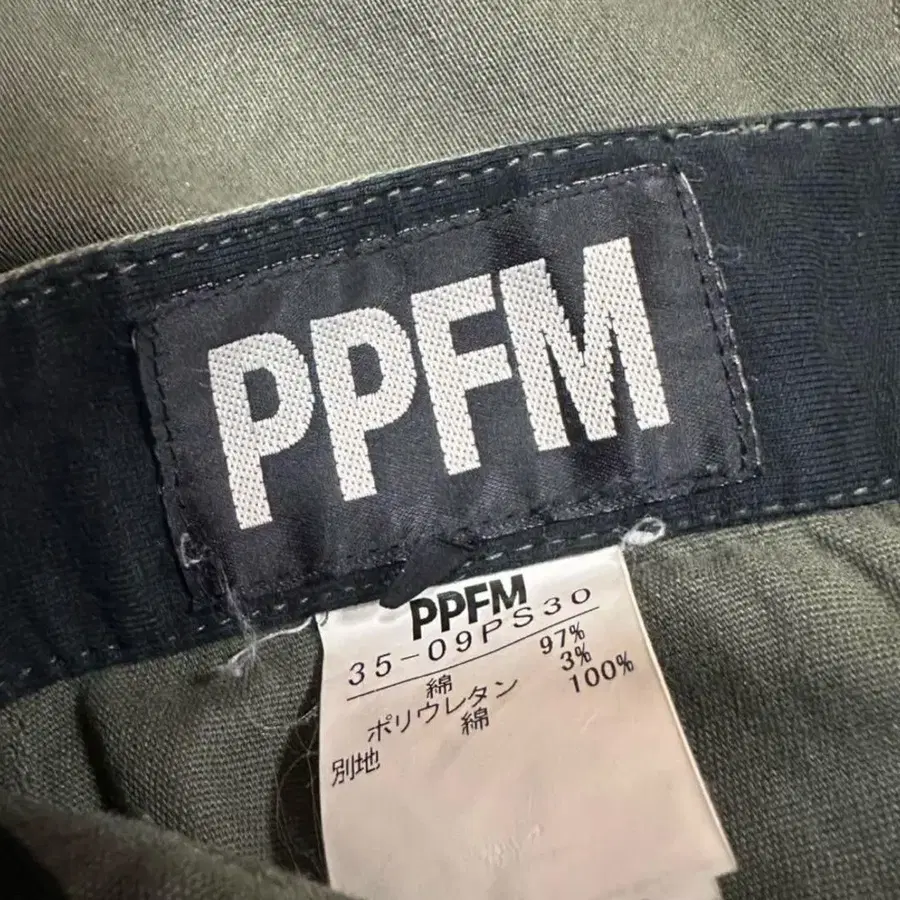 PPFM
PPFM
35-09PS30
綿 97%
ポリウレタン 3%
別地 綿 100%